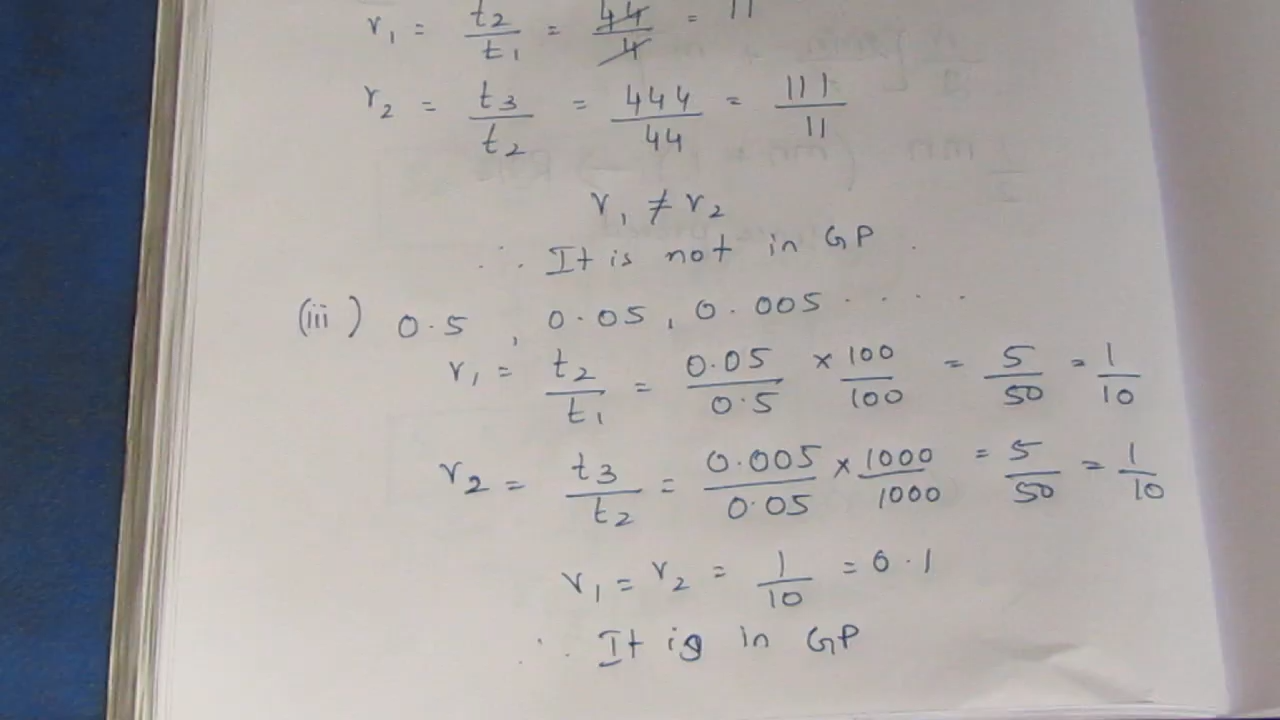 r₁ = t₂/t₁ = 44/4 = 11
r₂ = t₃/t₂ = 444/44 = 111/11
r₁ ≠ r₂
∴ It is not in GP.
(iii) 0.5, 0.05, 0.005.....
r₁ = t₂/t₁ = 0.05/0.5 × 100/100 = 5/50 = 1/10
r₂ = t₃/t₂ = 0.005/0.05 × 1000/1000 = 5/50 = 1/10
r₁ = r₂ = 1/10 = 0.1
∴ It is in GP